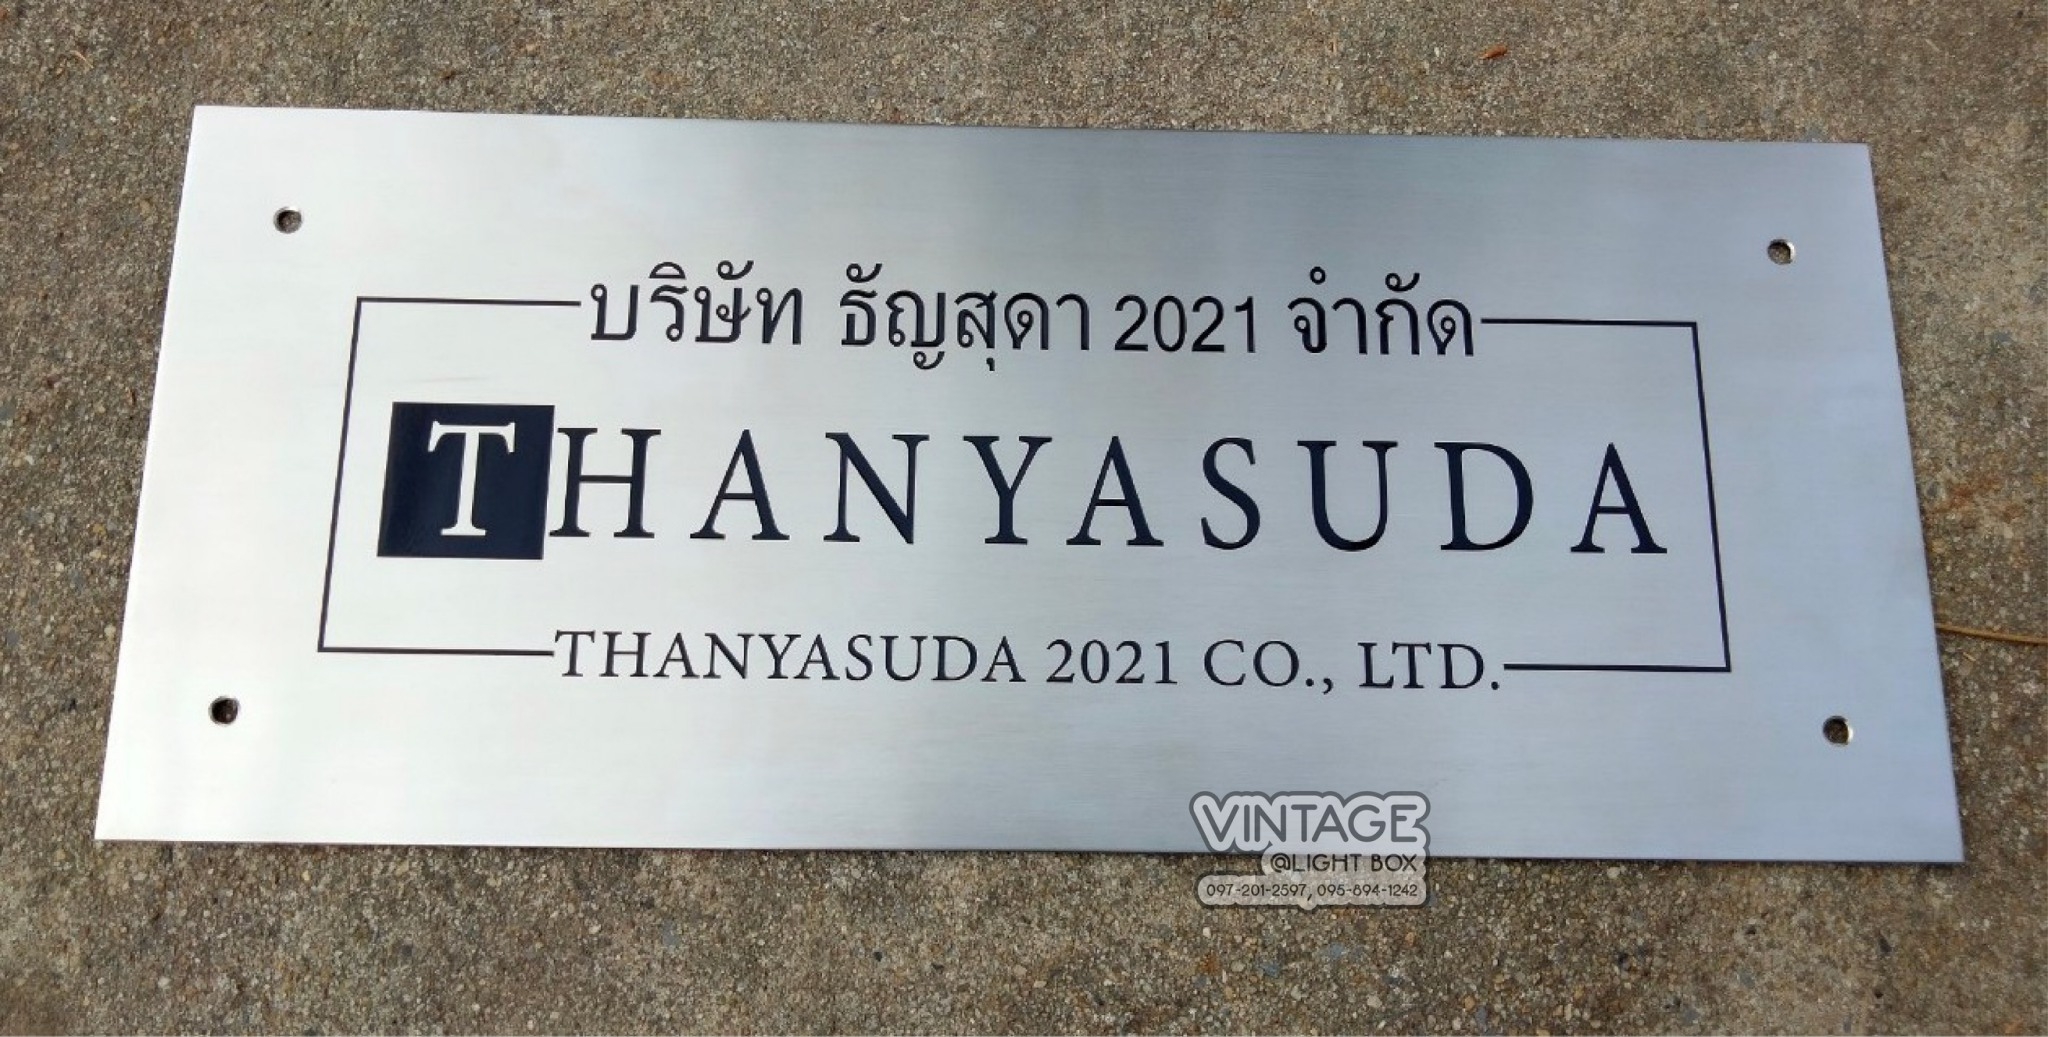 บริษัท ธัญสุดา 2021 จำกัด
THANYASUDA
THANYASUDA 2021 CO., LTD.
VINTAGE
@LIGHT BOX
097-201-2597, 095-894-1242